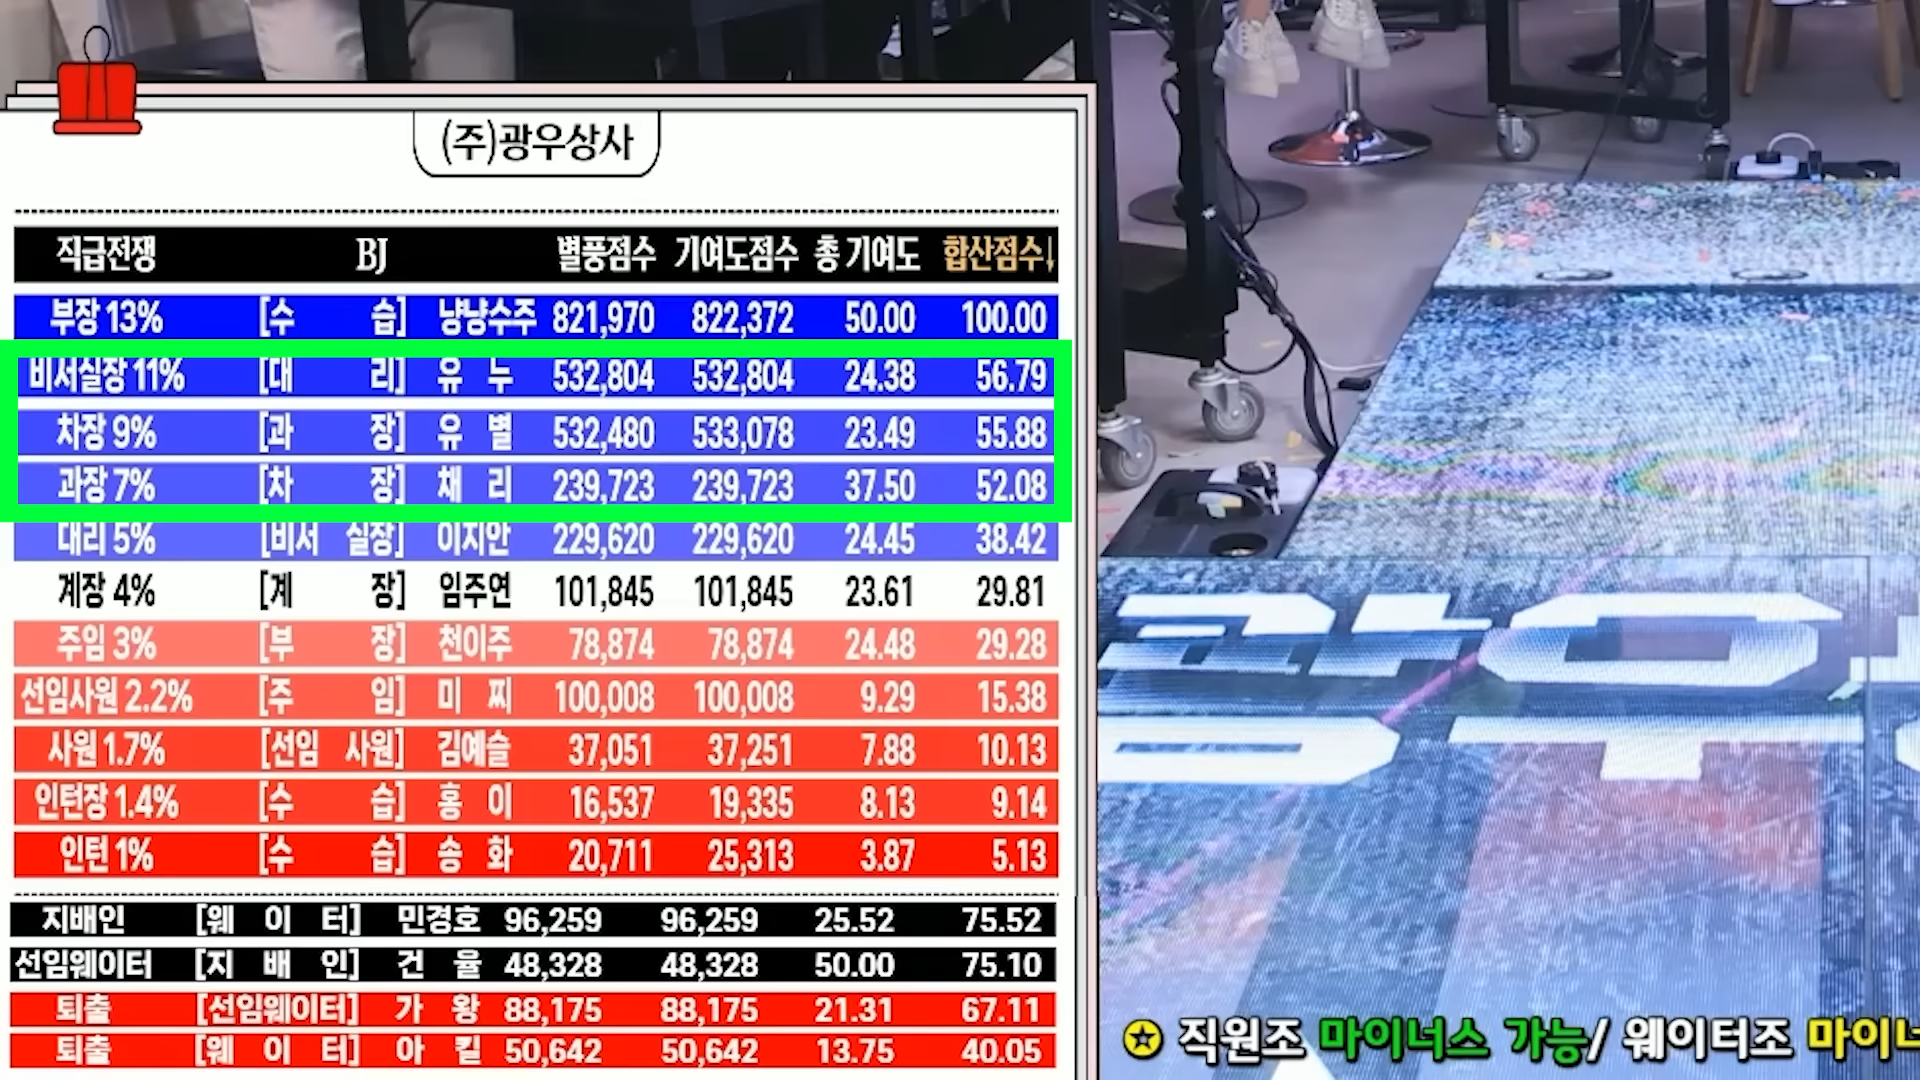 (주)광우상사
직급전쟁 BJ 별풍점수 기여도점수 총 기여도 합산점수↓
부장 13% [수 습] 냥냥수주 821,970 822,372 50.00 100.00
비서실장 11% [대 리] 유 누 532,804 532,804 24.38 56.79
차장 9% [과 장] 유 별 532,480 533,078 23.49 55.88
과장 7% [차 장] 채 리 239,723 239,723 37.50 52.08
대리 5% [비서 실장] 이지안 229,620 229,620 24.45 38.42
계장 4% [계 장] 임주연 101,845 101,845 23.61 29.81
주임 3% [부 장] 천이주 78,874 78,874 24.48 29.28
선임사원 2.2% [주 임] 미 찌 100,008 100,008 9.29 15.38
사원 1.7% [선임 사원] 김예슬 37,051 37,251 7.88 10.13
인턴장 1.4% [수 습] 홍 이 16,537 19,335 8.13 9.14
인턴 1% [수 습] 송 화 20,711 25,313 3.87 5.13
지배인 [웨 이 터] 민경호 96,259 96,259 25.52 75.52
선임웨이터 [지 배 인] 건 율 48,328 48,328 50.00 75.10
퇴출 [선임웨이터] 가 왕 88,175 88,175 21.31 67.11
퇴출 [웨 이 터] 아 킬 50,642 50,642 13.75 40.05
직원조 마이너스 가능/ 웨이터조 마이너